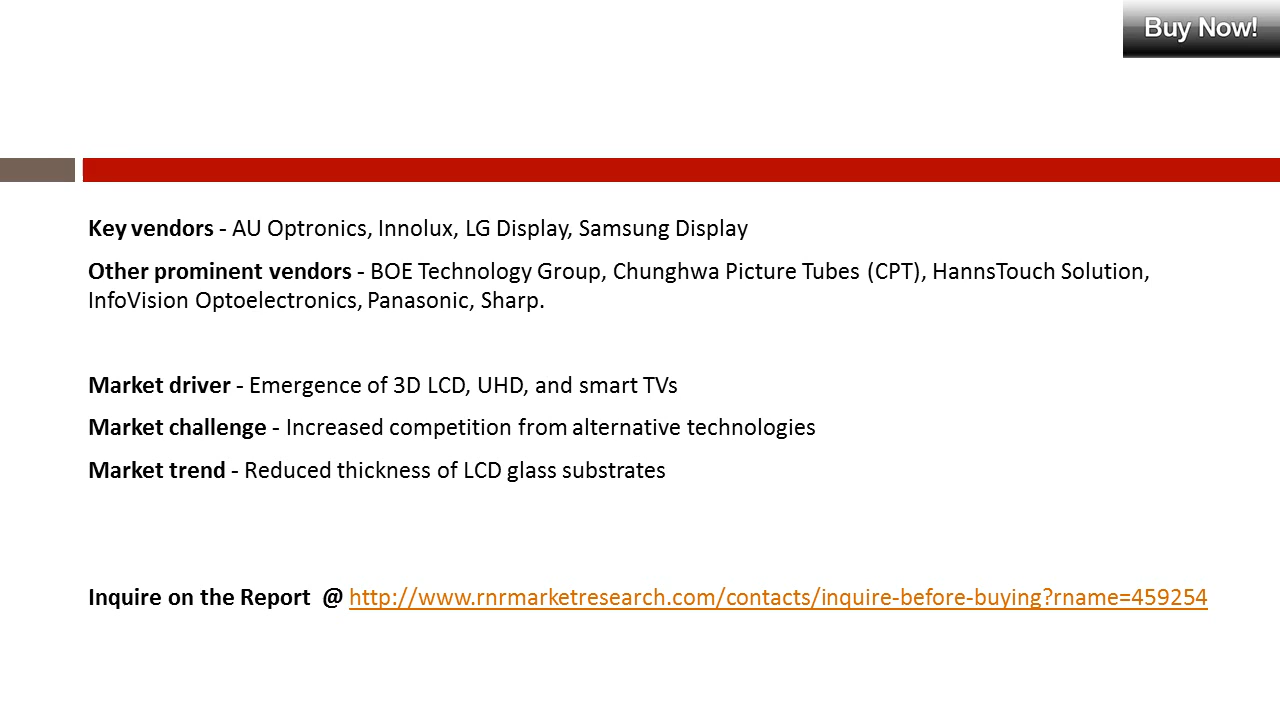 Buy Now!
Key vendors - AU Optronics, Innolux, LG Display, Samsung Display
Other prominent vendors - BOE Technology Group, Chunghwa Picture Tubes (CPT), HannsTouch Solution,
InfoVision Optoelectronics, Panasonic, Sharp.
Market driver - Emergence of 3D LCD, UHD, and smart TVs
Market challenge - Increased competition from alternative technologies
Market trend - Reduced thickness of LCD glass substrates
Inquire on the Report @ http://www.rnrmarketresearch.com/contacts/inquire-before-buying?rname=459254